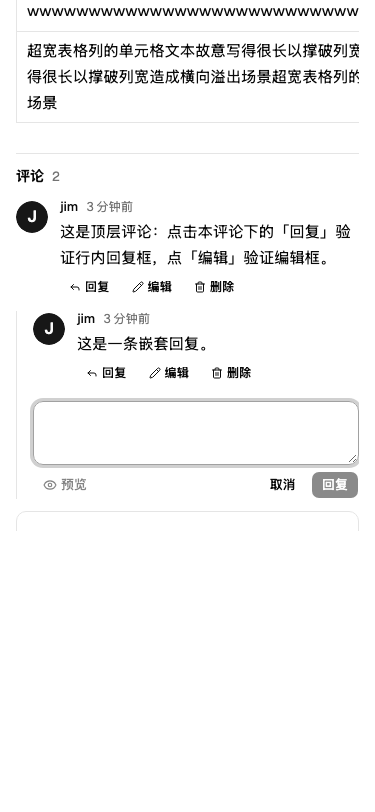 wwwwwwwwwwwwwwwwwwwwwwwwwwwwww
超宽表格列的单元格文本故意写得很长以撑破列宽
得很长以撑破列宽造成横向溢出场景超宽表格列的
场景
评论 2
J
jim 3 分钟前
这是顶层评论：点击本评论下的「回复」验
证行内回复框，点「编辑」验证编辑框。
回复 编辑 删除
J
jim 3 分钟前
这是一条嵌套回复。
回复 编辑 删除
预览 取消 回复